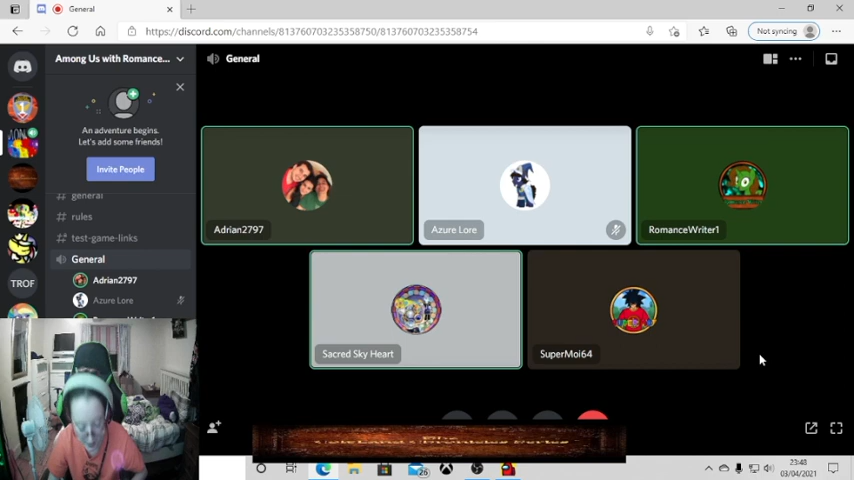 General
https://discord.com/channels/813760703235358750/813760703235358754
Not syncing
Among Us with Romance...
General
An adventure begins.
Let's add some friends!
Invite People
general
# rules
# test-game-links
General
Adrian2797
Azure Lore
TROF
Adrian2797
Azure Lore
RomanceWriter1
Sacred Sky Heart
SuperMoi64
26
23:48
03/04/2021